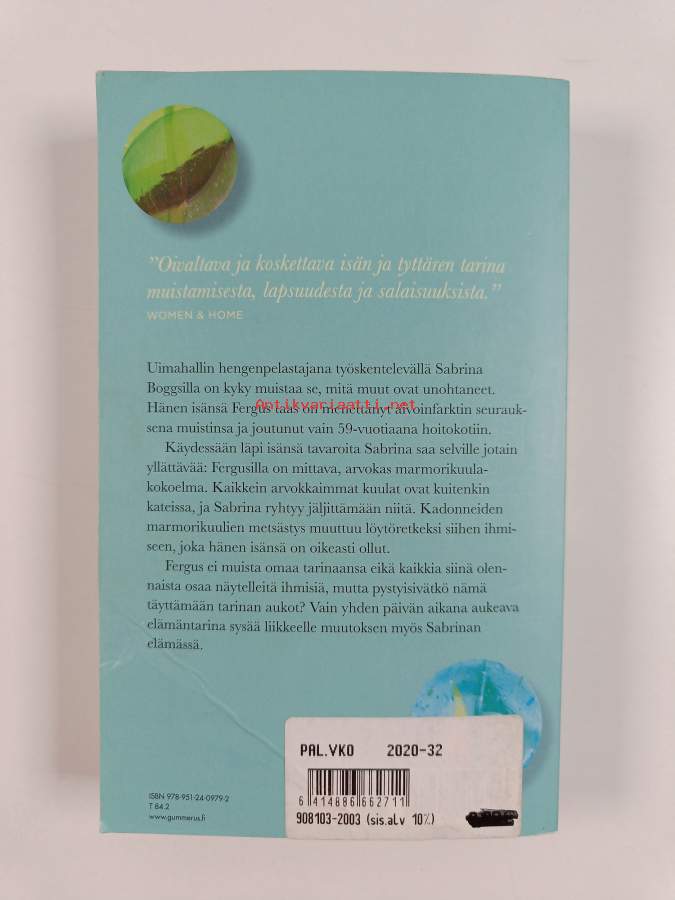 ”Oivaltava ja koskettava isän ja tyttären tarina
muistamisesta, lapsuudesta ja salaisuuksista.”
WOMEN & HOME
Uimahallin hengenpelastajana työskentelevällä Sabrina
Boggsilla on kyky muistaa se, mitä muut ovat unohtaneet.
Hänen isänsä Fergus taas on menettänyt aivoinfarktin seurauk-
Antikvariaatti.net
sena muistinsa ja joutunut vain 59-vuotiaana hoitokotiin.
Käydessään läpi isänsä tavaroita Sabrina saa selville jotain
yllättävää: Fergusilla on mittava, arvokas marmorikuula-
kokoelma. Kaikkein arvokkaimmat kuulat ovat kuitenkin
kateissa, ja Sabrina ryhtyy jäljittämään niitä. Kadonneiden
marmorikuulien metsästys muuttuu löytöretkeksi siihen ihmi-
seen, joka hänen isänsä on oikeasti ollut.
Fergus ei muista omaa tarinaansa eikä kaikkia siinä olen-
naista osaa näytelleitä ihmisiä, mutta pystyisivätkö nämä
täyttämään tarinan aukot? Vain yhden päivän aikana aukeava
elämäntarina sysää liikkeelle muutoksen myös Sabrinan
elämässä.
PAL.VKO 2020-32
6 414886 662711
908103-2003 (sis.alv 10%)
ISBN 978-951-24-0979-2
T 84.2
www.gummerus.fi